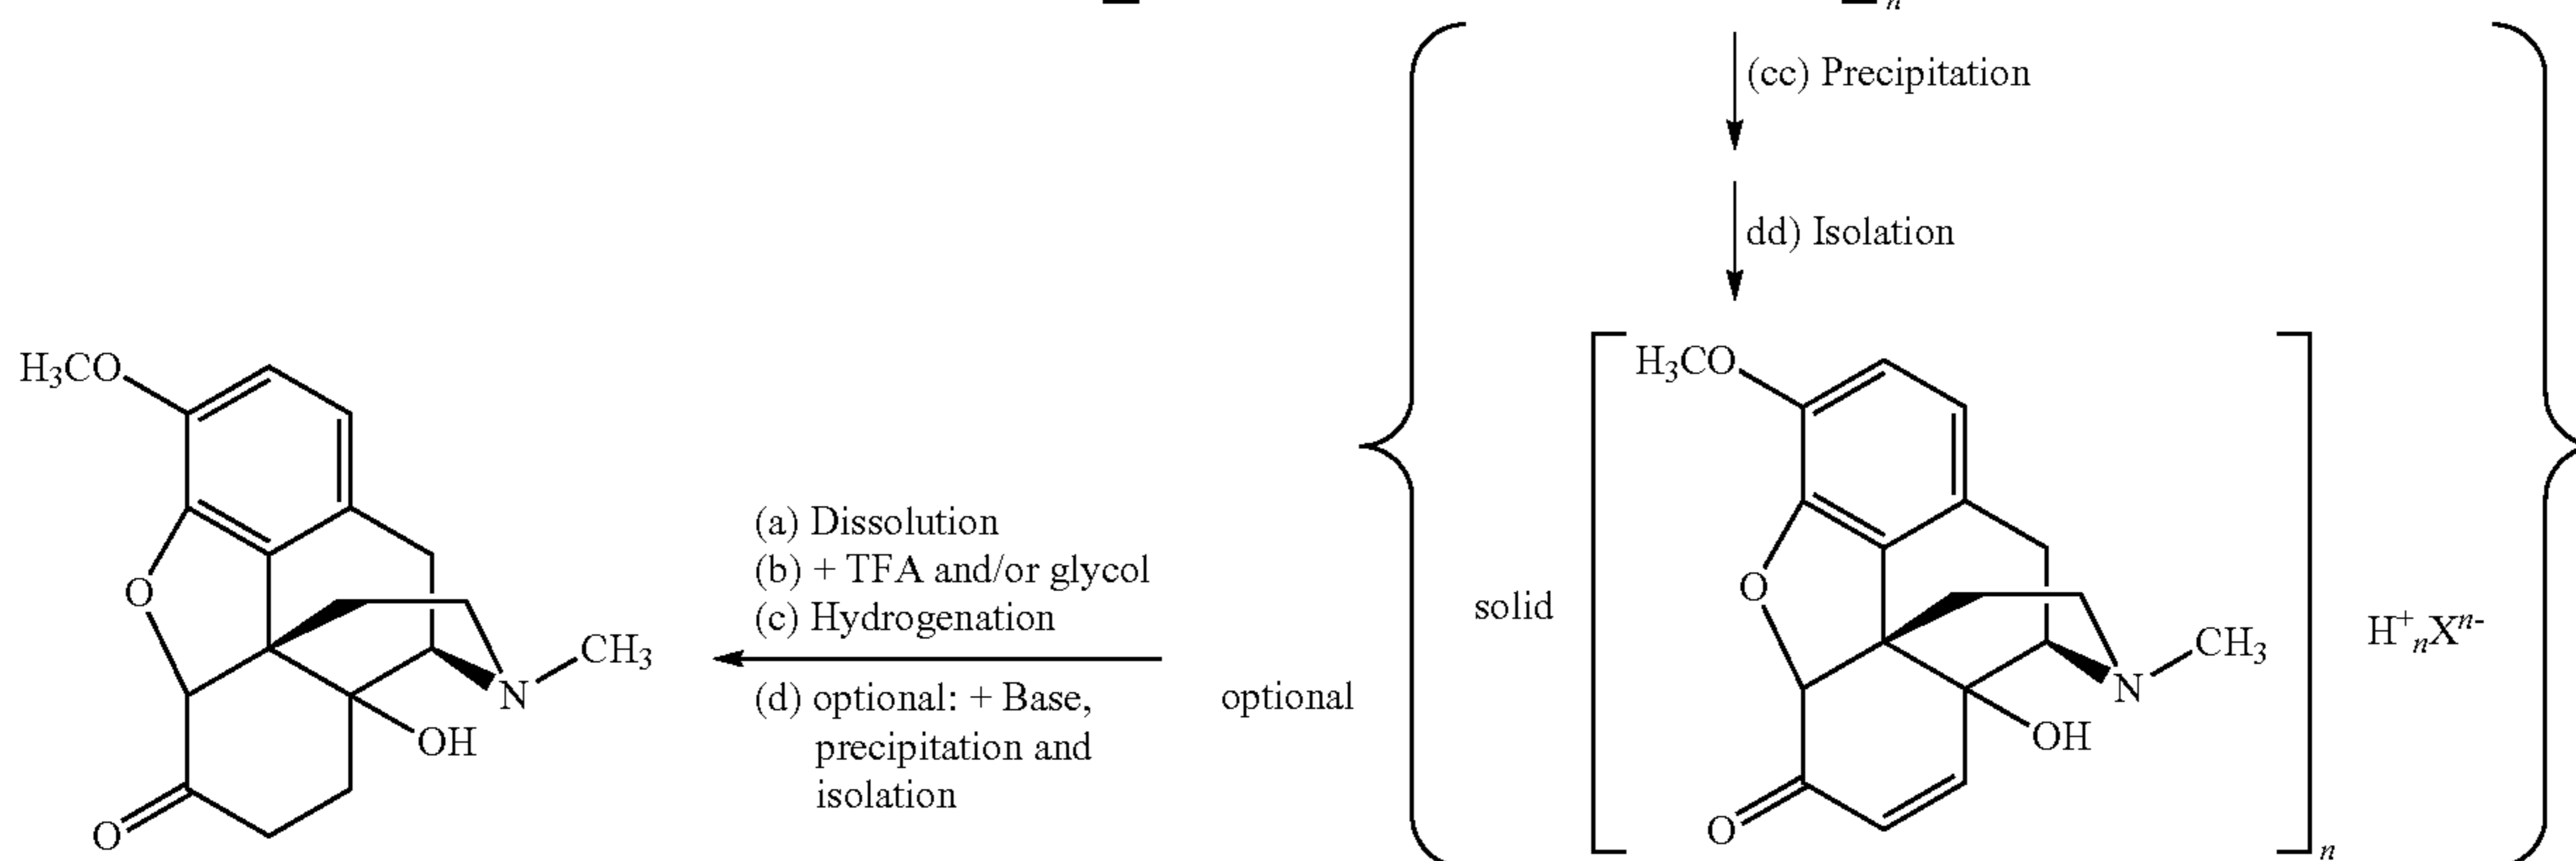 n
(cc) Precipitation
dd) Isolation
H₃CO
O
N
CH₃
OH
O
(a) Dissolution
(b) + TFA and/or glycol
(c) Hydrogenation
(d) optional: + Base,
precipitation and
isolation
optional
solid
H₃CO
O
N
CH₃
OH
O
n
H⁺ₙXⁿ⁻